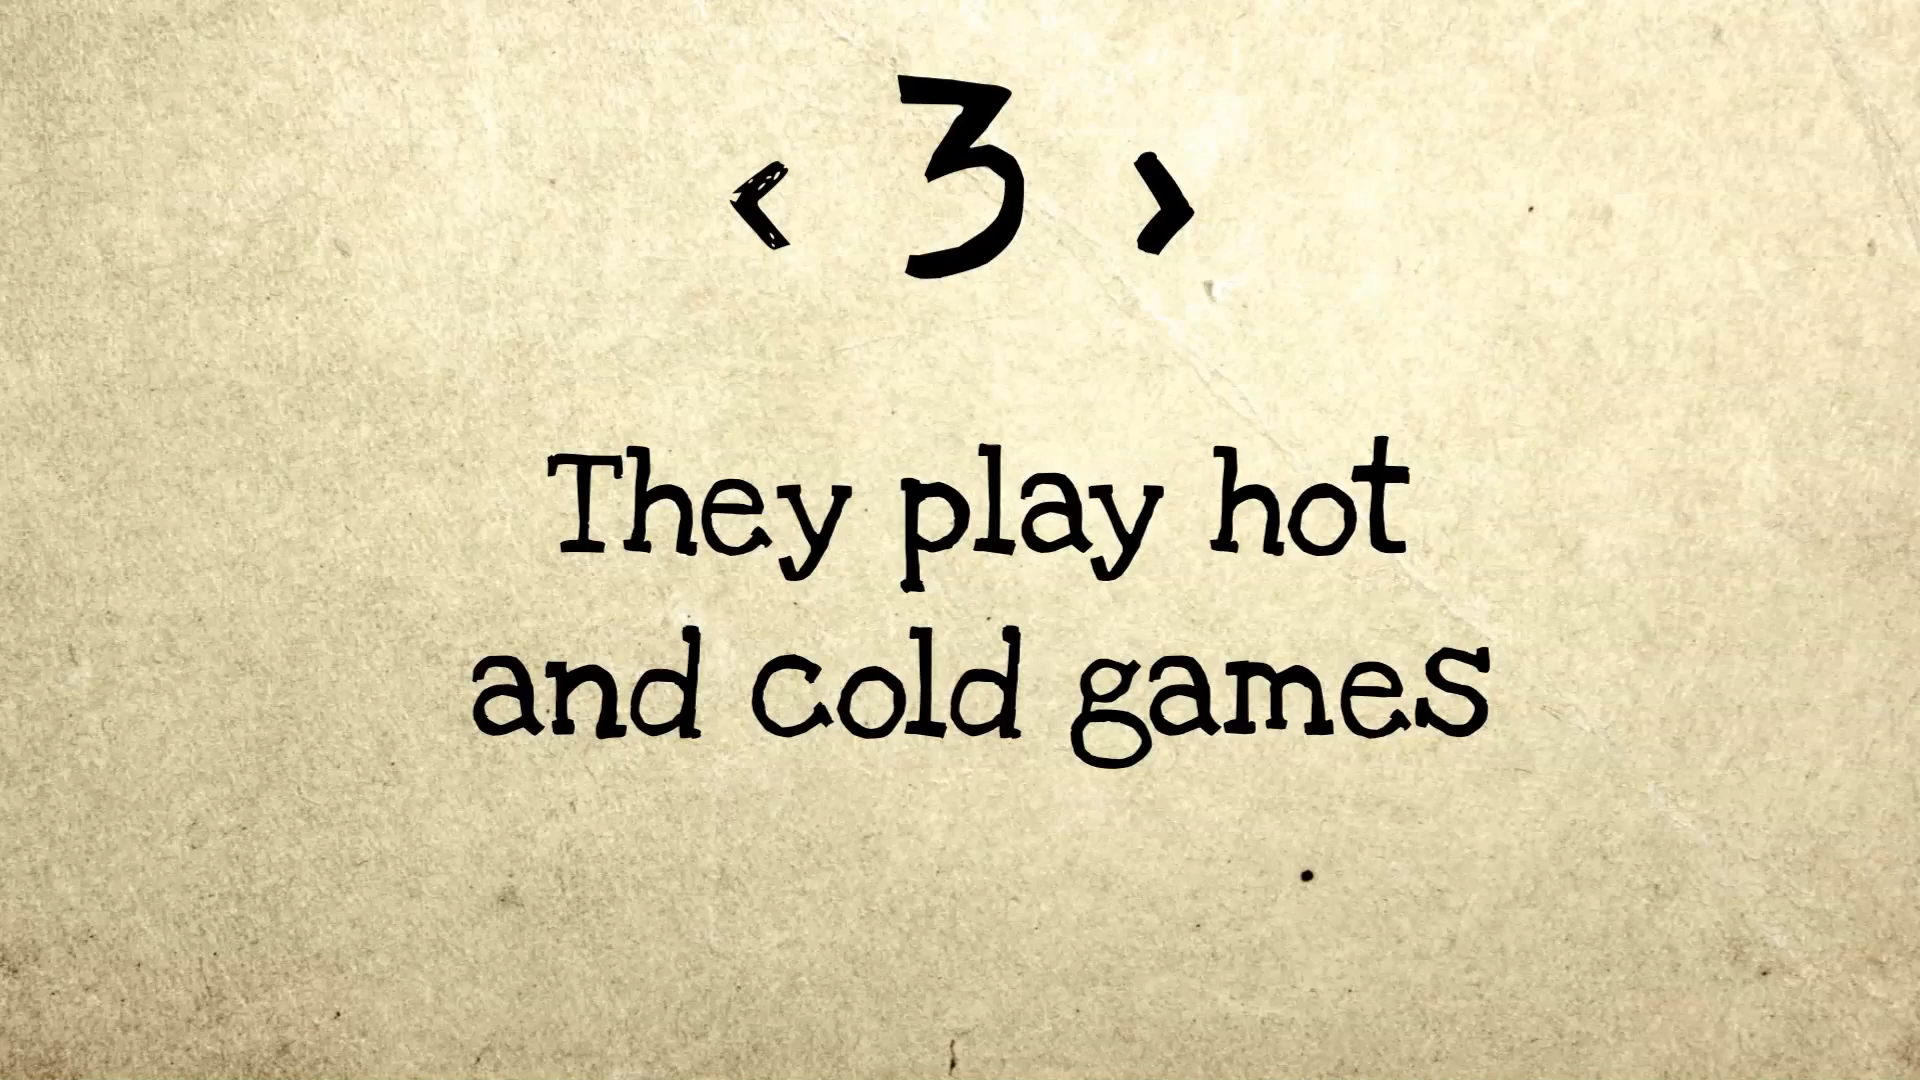 ‹ 3 ›
They play hot
and cold games